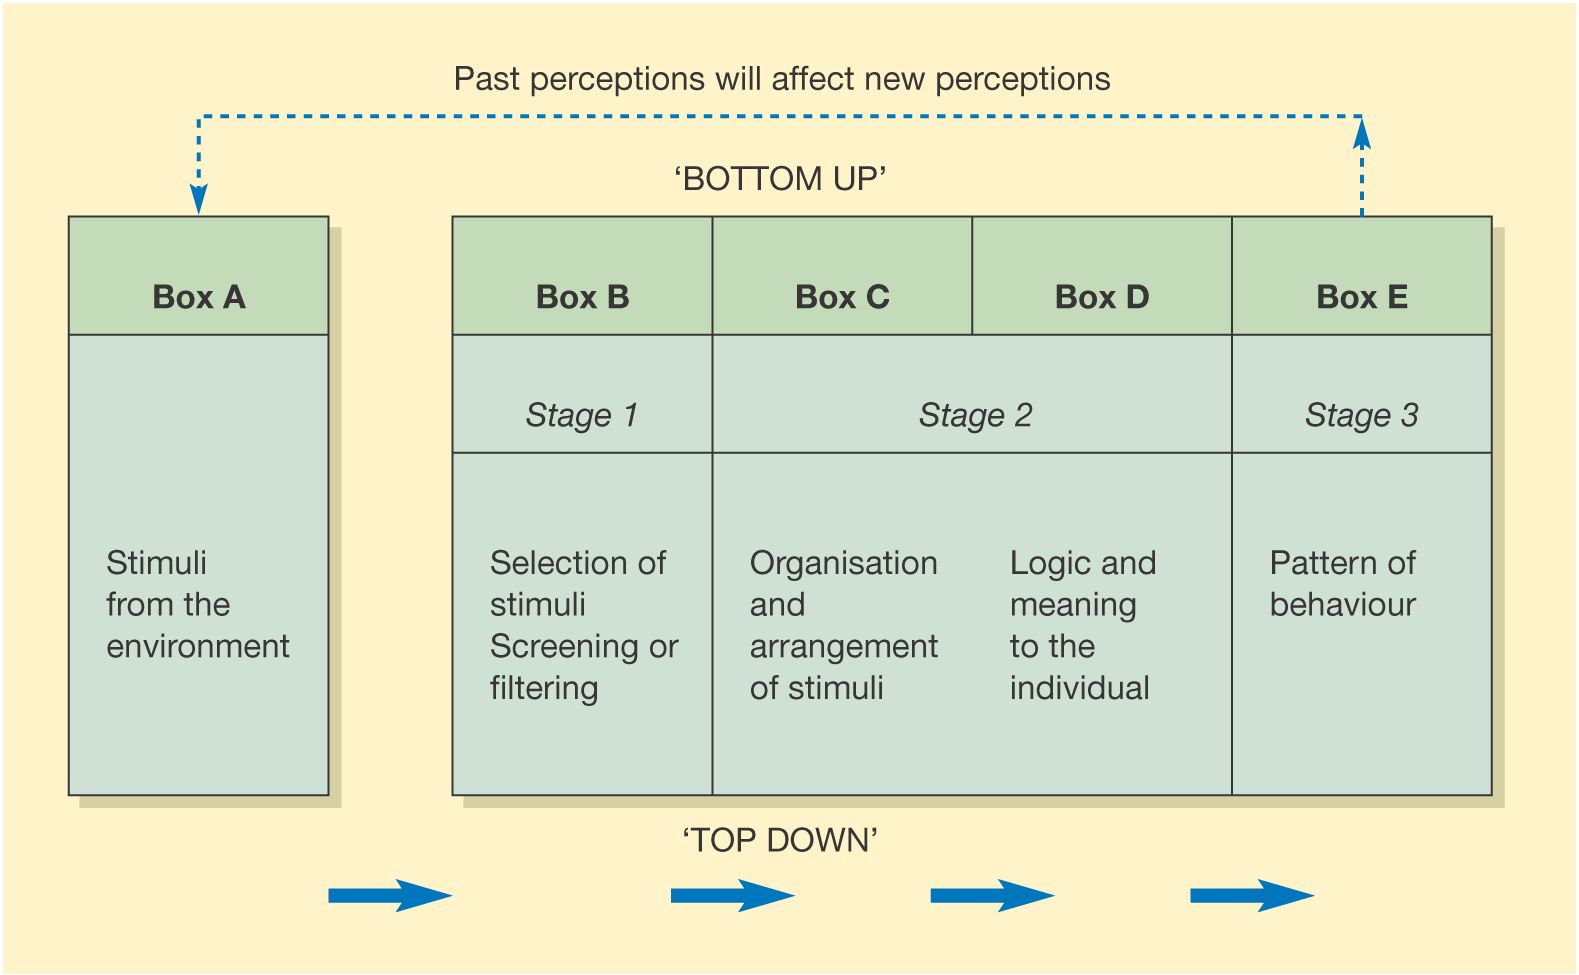 Past perceptions will affect new perceptions
‘BOTTOM UP’
Box A
Box B
Box C
Box D
Box E
Stage 1
Stage 2
Stage 3
Stimuli
from the
environment
Selection of
stimuli
Screening or
filtering
Organisation
and
arrangement
of stimuli
Logic and
meaning
to the
individual
Pattern of
behaviour
‘TOP DOWN’